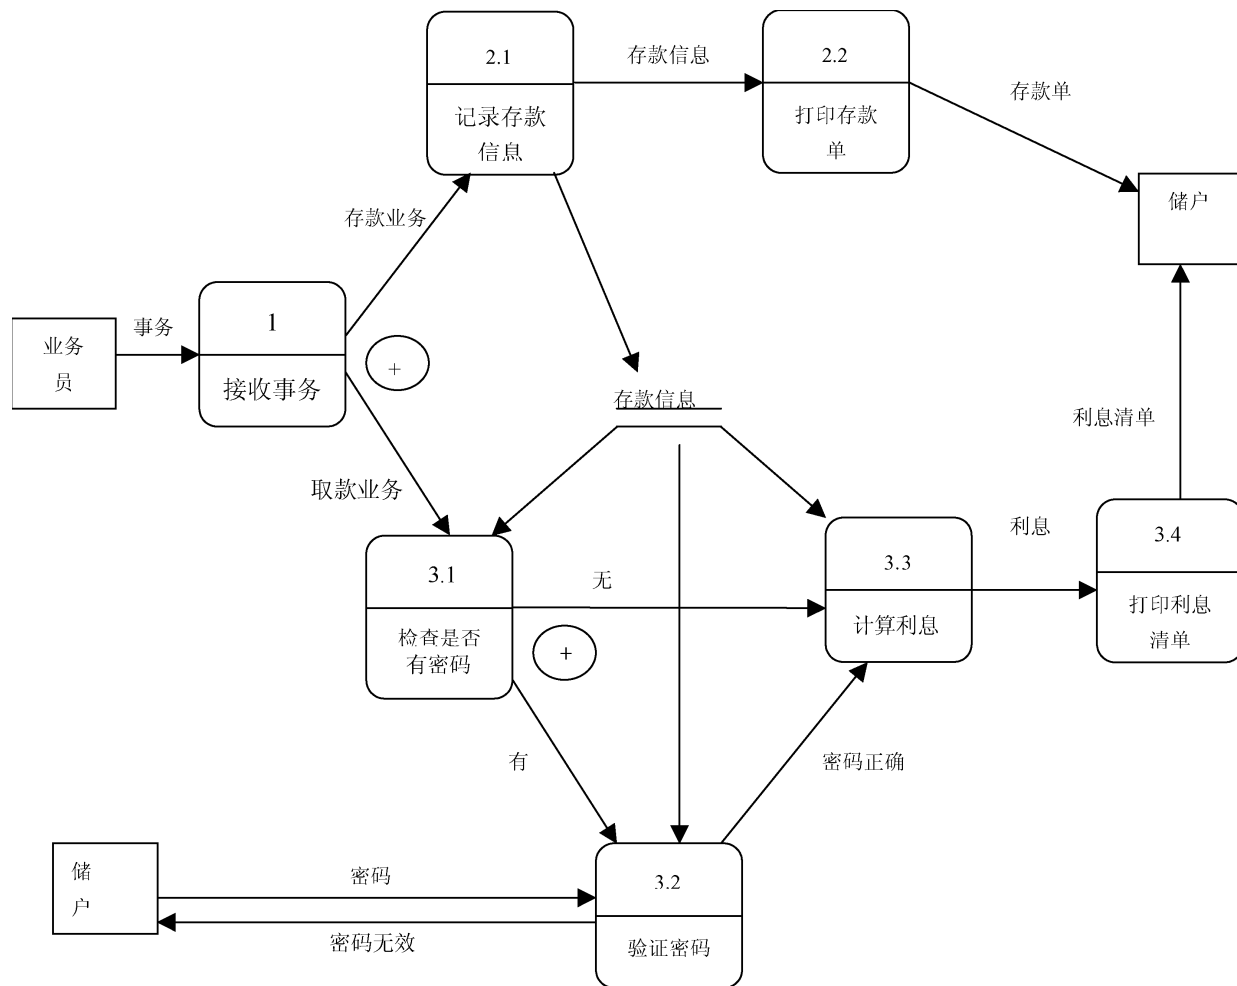 2.1
存款信息
2.2
记录存款
信息
打印存款
单
存款单
储户
存款业务
1
事务
业务
员
+
接收事务
存款信息
利息清单
取款业务
利息
3.4
3.3
3.1
无
打印利息
清单
计算利息
检查是否
有密码
+
有
密码正确
储
户
密码
3.2
密码无效
验证密码